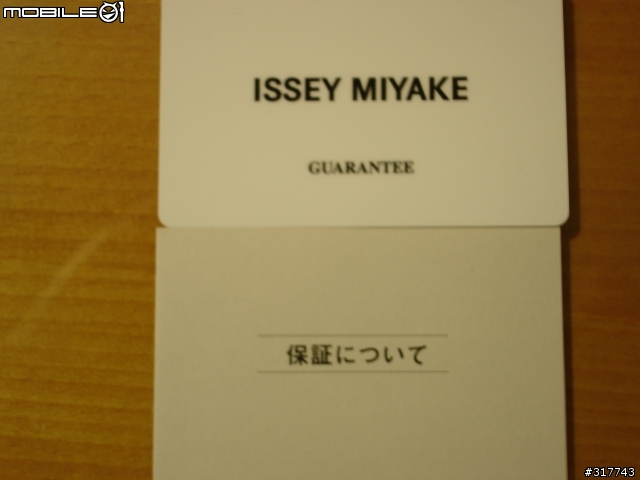 MOBILE01
ISSEY MIYAKE
GUARANTEE
保証について
#317743